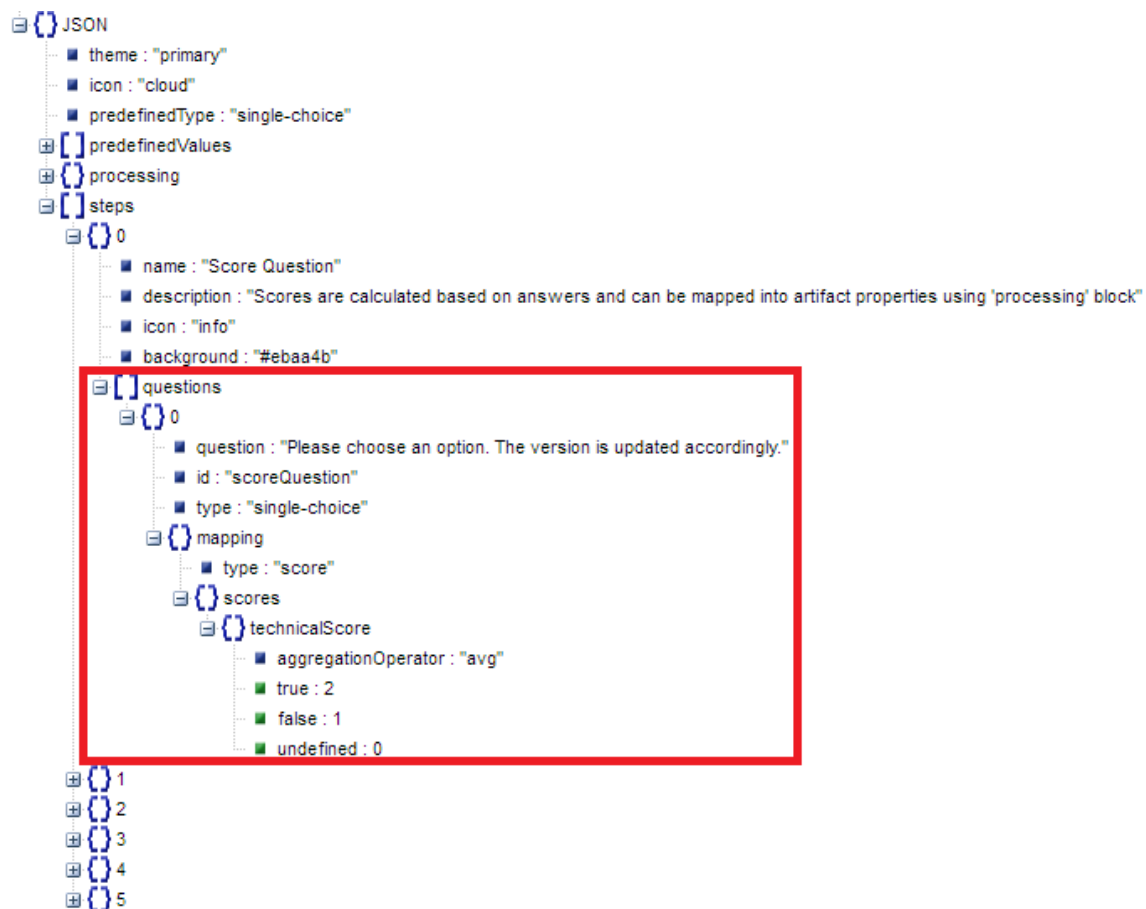 JSON
theme : "primary"
icon : "cloud"
predefinedType : "single-choice"
predefinedValues
processing
steps
0
name : "Score Question"
description : "Scores are calculated based on answers and can be mapped into artifact properties using 'processing' block"
icon : "info"
background : "#ebaa4b"
questions
0
question : "Please choose an option. The version is updated accordingly."
id : "scoreQuestion"
type : "single-choice"
mapping
type : "score"
scores
technicalScore
aggregationOperator : "avg"
true : 2
false : 1
undefined : 0
1
2
3
4
5